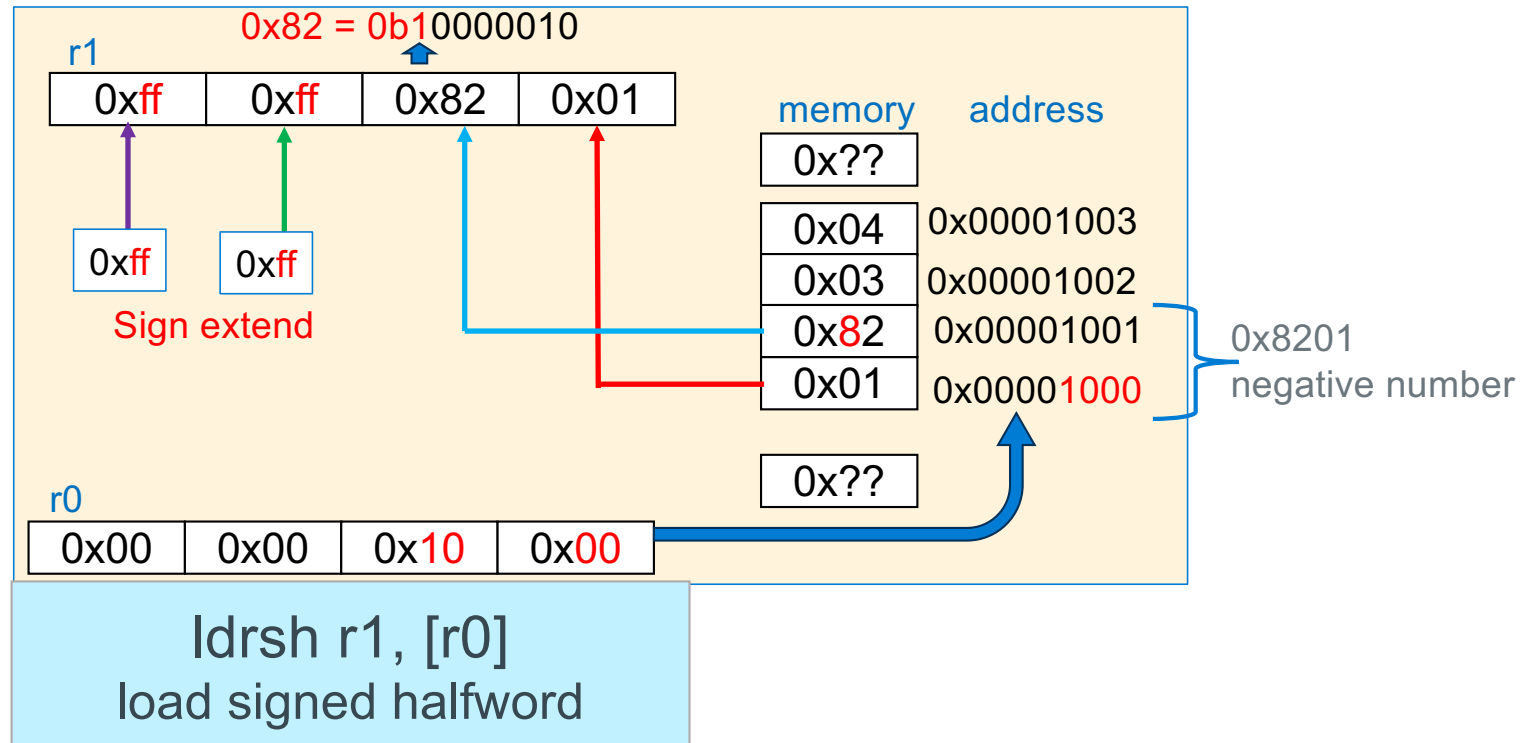 0x82 = 0b10000010
r1
0xff 0xff 0x82 0x01
memory address
0x??
0x04 0x00001003
0xff 0xff
0x03 0x00001002
Sign extend
0x82 0x00001001
0x8201
0x01 0x00001000
negative number
0x??
r0
0x00 0x00 0x10 0x00
ldrsh r1, [r0]
load signed halfword